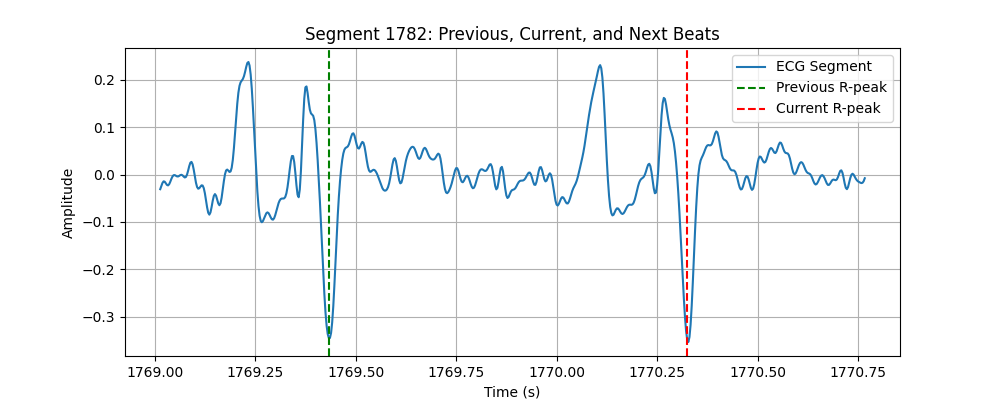 Segment 1782: Previous, Current, and Next Beats
ECG Segment
Previous R-peak
Current R-peak
Amplitude
0.2
0.1
0.0
−0.1
−0.2
−0.3
1769.00 1769.25 1769.50 1769.75 1770.00 1770.25 1770.50 1770.75
Time (s)